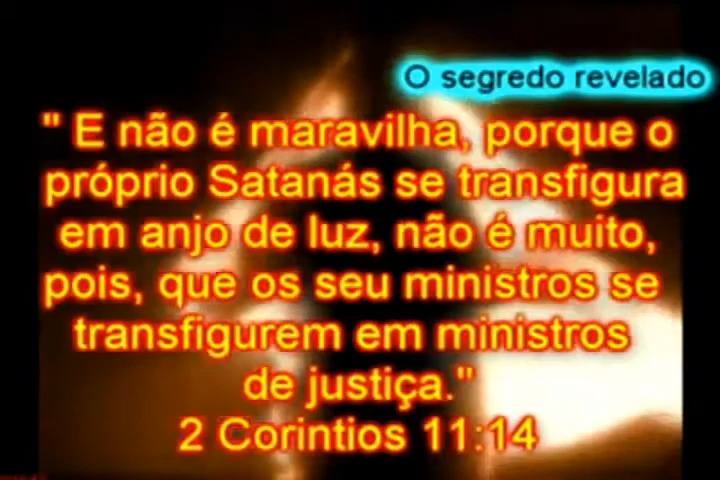 O segredo revelado
" E não é maravilha, porque o
próprio Satanás se transfigura
em anjo de luz, não é muito,
pois, que os seu ministros se
transfigurem em ministros
de justiça."
2 Corintios 11:14